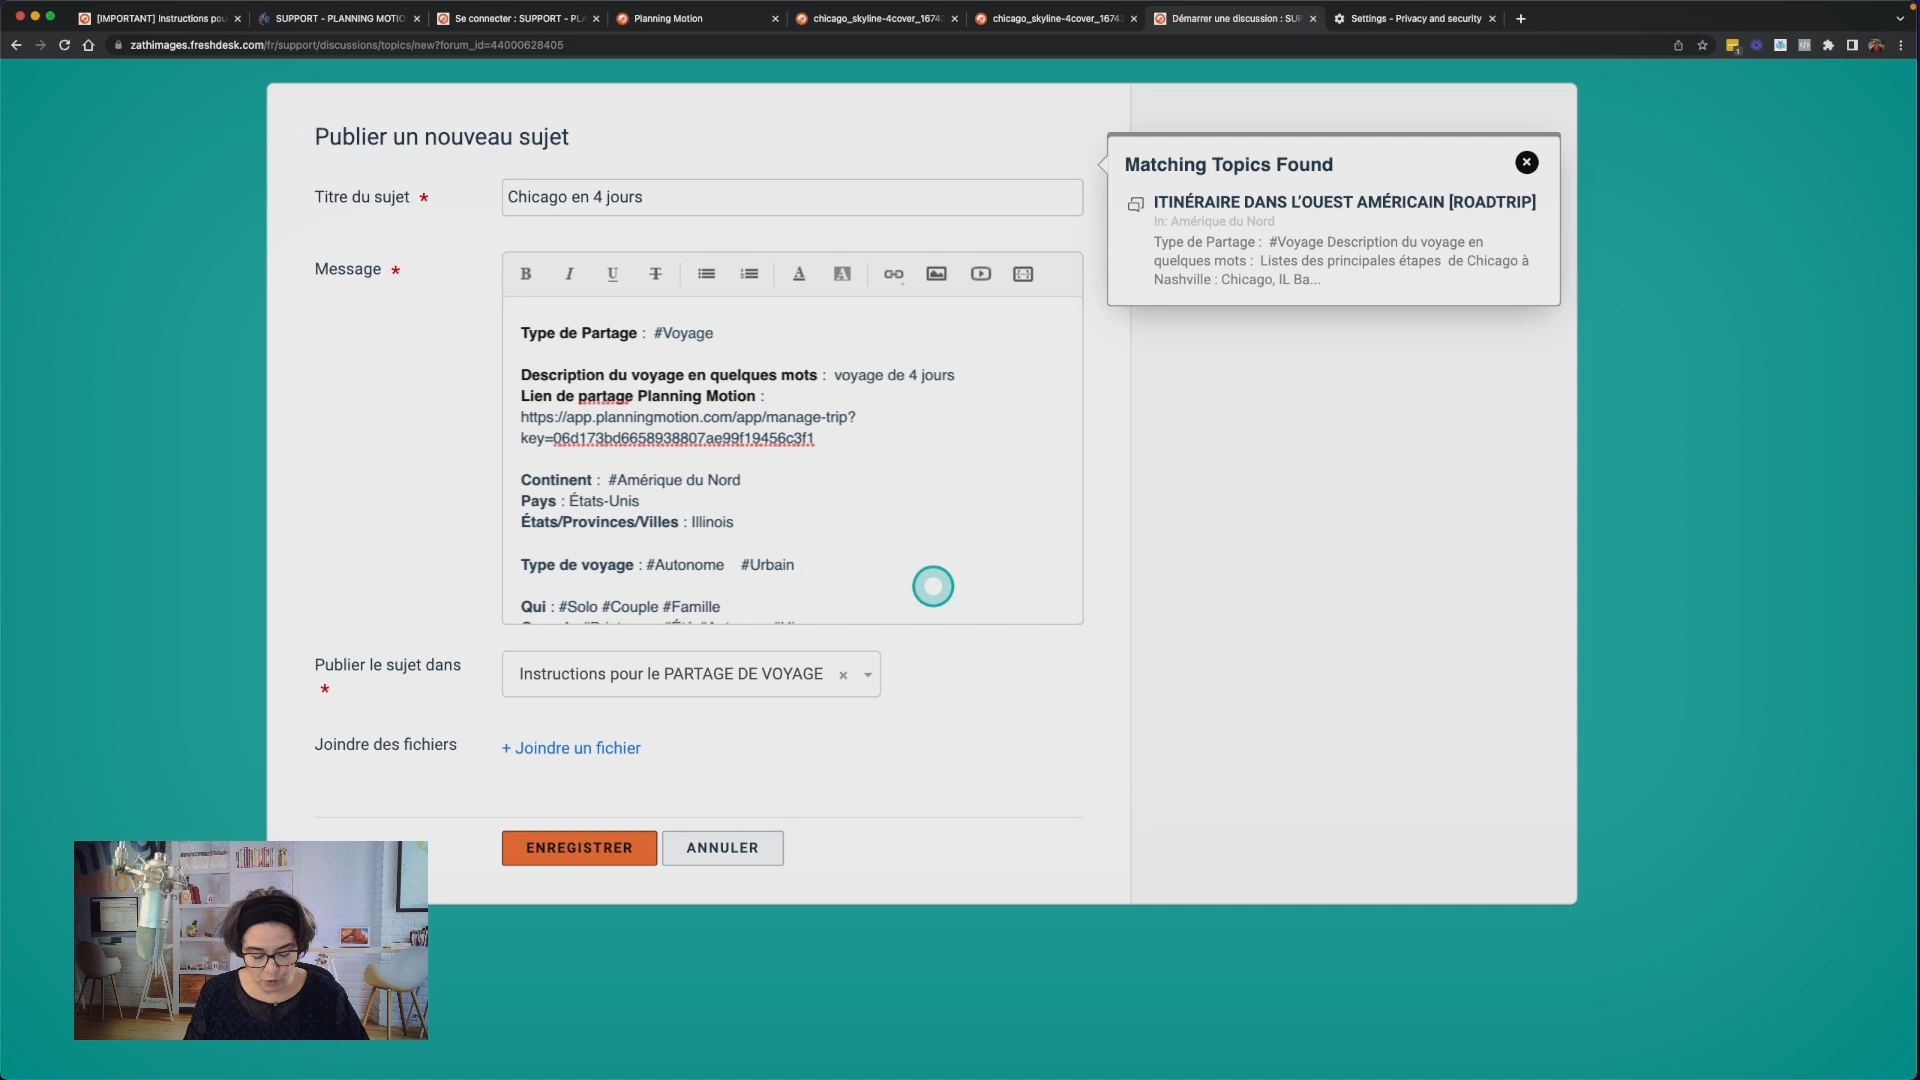 [IMPORTANT] Instructions pou
SUPPORT - PLANNING MOTIO
Se connecter : SUPPORT - PLA
Planning Motion
chicago_skyline-4cover_16743
chicago_skyline-4cover_16743
Démarrer une discussion : SUP
Settings - Privacy and security
zathimages.freshdesk.com/fr/support/discussions/topics/new?forum_id=44000628405
Publier un nouveau sujet
Titre du sujet *
Chicago en 4 jours
Message *
Type de Partage : #Voyage
Description du voyage en quelques mots : voyage de 4 jours
Lien de partage Planning Motion :
https://app.planningmotion.com/app/manage-trip?
key=06d173bd6658938807ae99f19456c3f1
Continent : #Amérique du Nord
Pays : États-Unis
États/Provinces/Villes : Illinois
Type de voyage : #Autonome #Urbain
Qui : #Solo #Couple #Famille
Publier le sujet dans
*
Instructions pour le PARTAGE DE VOYAGE
Joindre des fichiers
+ Joindre un fichier
ENREGISTRER
ANNULER
Matching Topics Found
ITINÉRAIRE DANS L'OUEST AMÉRICAIN [ROADTRIP]
In: Amérique du Nord
Type de Partage : #Voyage Description du voyage en
quelques mots : Listes des principales étapes de Chicago à
Nashville : Chicago, IL Ba...